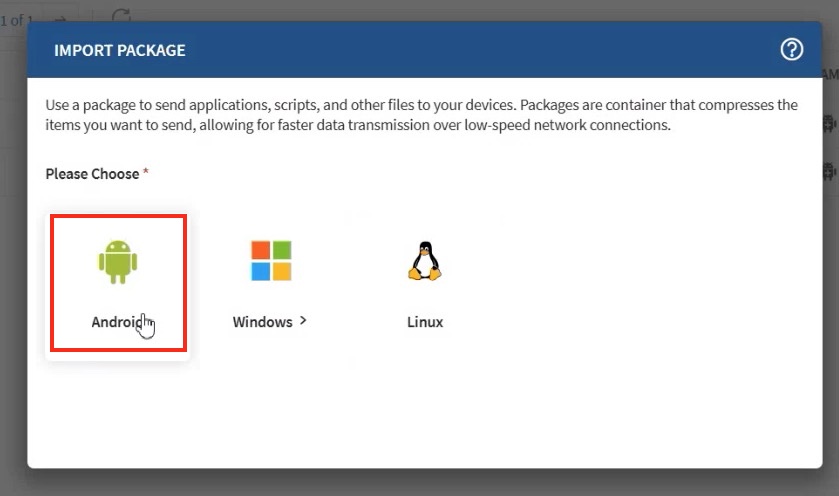 1 of 1
IMPORT PACKAGE
AM
Use a package to send applications, scripts, and other files to your devices. Packages are container that compresses the
items you want to send, allowing for faster data transmission over low-speed network connections.
Please Choose *
Android
Windows >
Linux